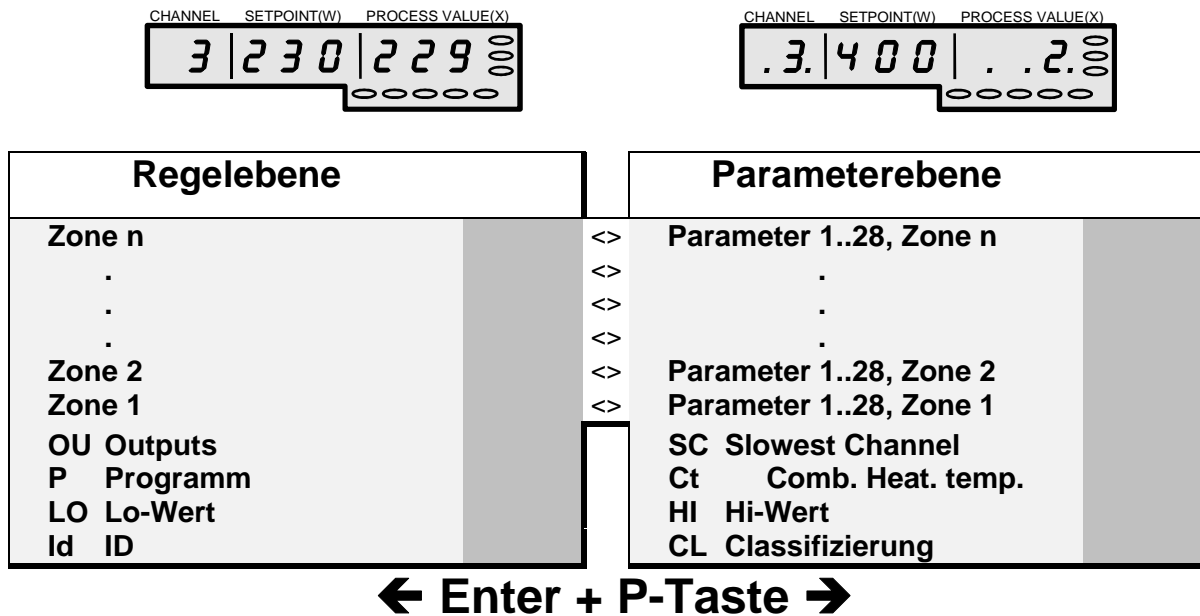 CHANNEL SETPOINT(W) PROCESS VALUE(X)
3 230 229
CHANNEL SETPOINT(W) PROCESS VALUE(X)
.3. 400 . .2.
Regelebene
Parameterebene
Zone n <> Parameter 1..28, Zone n
. <> .
. <> .
. <> .
Zone 2 <> Parameter 1..28, Zone 2
Zone 1 <> Parameter 1..28, Zone 1
OU Outputs
P Programm
LO Lo-Wert
Id ID
SC Slowest Channel
Ct Comb. Heat. temp.
HI Hi-Wert
CL Classifizierung
← Enter + P-Taste →